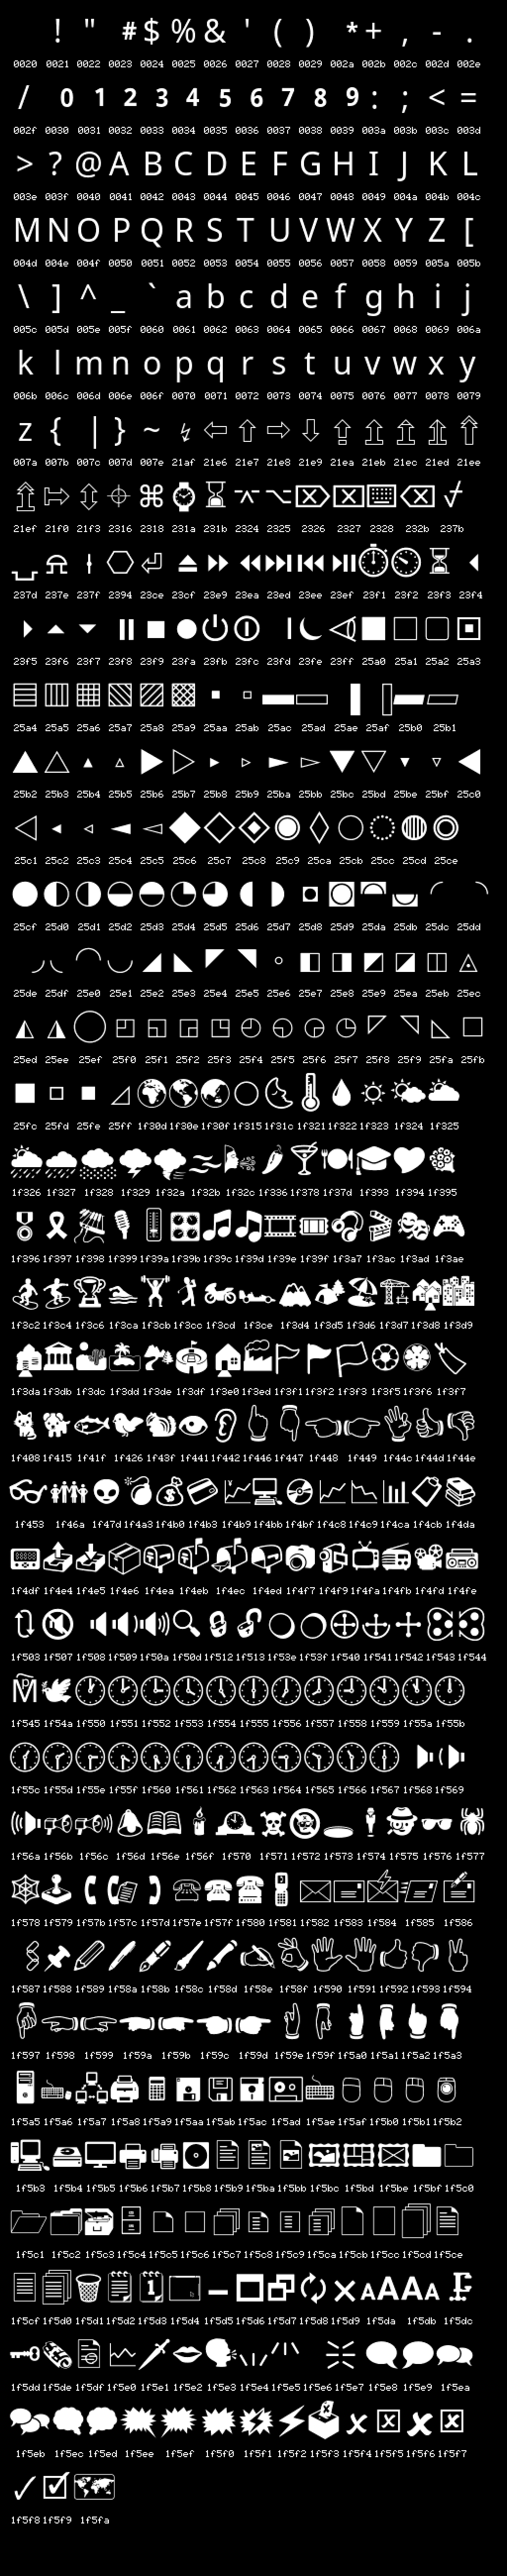 ! " # $ % & ' ( ) * + , - .
0020 0021 0022 0023 0024 0025 0026 0027 0028 0029 002a 002b 002c 002d 002e
/ 0 1 2 3 4 5 6 7 8 9 : ; < =
002f 0030 0031 0032 0033 0034 0035 0036 0037 0038 0039 003a 003b 003c 003d
> ? @ A B C D E F G H I J K L
003e 003f 0040 0041 0042 0043 0044 0045 0046 0047 0048 0049 004a 004b 004c
M N O P Q R S T U V W X Y Z [
004d 004e 004f 0050 0051 0052 0053 0054 0055 0056 0057 0058 0059 005a 005b
\ ] ^ _ ` a b c d e f g h i j
005c 005d 005e 005f 0060 0061 0062 0063 0064 0065 0066 0067 0068 0069 006a
k l m n o p q r s t u v w x y
006b 006c 006d 006e 006f 0070 0071 0072 0073 0074 0075 0076 0077 0078 0079
z { | } ~
007a 007b 007c 007d 007e 21af 21e6 21e7 21e8 21e9 21ea 21eb 21ec 21ed 21ee
21ef 21f0 21f3 2316 2318 231a 231b 2324 2325 2326 2327 2328 232b 237b
237d 237e 237f 2394 23ce 23cf 23e9 23ea 23ed 23ee 23ef 23f1 23f2 23f3 23f4
23f5 23f6 23f7 23f8 23f9 23fa 23fb 23fc 23fd 23fe 23ff 25a0 25a1 25a2 25a3
25a4 25a5 25a6 25a7 25a8 25a9 25aa 25ab 25ac 25ad 25ae 25af 25b0 25b1
25b2 25b3 25b4 25b5 25b6 25b7 25b8 25b9 25ba 25bb 25bc 25bd 25be 25bf 25c0
25c1 25c2 25c3 25c4 25c5 25c6 25c7 25c8 25c9 25ca 25cb 25cc 25cd 25ce
25cf 25d0 25d1 25d2 25d3 25d4 25d5 25d6 25d7 25d8 25d9 25da 25db 25dc 25dd
25de 25df 25e0 25e1 25e2 25e3 25e4 25e5 25e6 25e7 25e8 25e9 25ea 25eb 25ec
25ed 25ee 25ef 25f0 25f1 25f2 25f3 25f4 25f5 25f6 25f7 25f8 25f9 25fa 25fb
25fc 25fd 25fe 25ff 1f30d 1f30e 1f30f 1f315 1f31c 1f321 1f322 1f323 1f324 1f325
1f326 1f327 1f328 1f329 1f32a 1f32b 1f32c 1f336 1f378 1f37d 1f393 1f394 1f395
1f396 1f397 1f398 1f399 1f39a 1f39b 1f39c 1f39d 1f39e 1f39f 1f3a7 1f3ac 1f3ad 1f3ae
1f3c2 1f3c4 1f3c6 1f3ca 1f3cb 1f3cc 1f3cd 1f3ce 1f3d4 1f3d5 1f3d6 1f3d7 1f3d8 1f3d9
1f3da 1f3db 1f3dc 1f3dd 1f3de 1f3df 1f3e0 1f3ed 1f3f1 1f3f2 1f3f3 1f3f5 1f3f6 1f3f7
1f408 1f415 1f41f 1f426 1f43f 1f441 1f442 1f446 1f447 1f448 1f449 1f44c 1f44d 1f44e
1f453 1f46a 1f47d 1f4a3 1f4b0 1f4b3 1f4b9 1f4bb 1f4bf 1f4c8 1f4c9 1f4ca 1f4cb 1f4da
1f4df 1f4e4 1f4e5 1f4e6 1f4ea 1f4eb 1f4ec 1f4ed 1f4f7 1f4f9 1f4fa 1f4fb 1f4fd 1f4fe
1f503 1f507 1f508 1f509 1f50a 1f50d 1f512 1f513 1f53e 1f53f 1f540 1f541 1f542 1f543 1f544
1f545 1f54a 1f550 1f551 1f552 1f553 1f554 1f555 1f556 1f557 1f558 1f559 1f55a 1f55b
1f55c 1f55d 1f55e 1f55f 1f560 1f561 1f562 1f563 1f564 1f565 1f566 1f567 1f568 1f569
1f56a 1f56b 1f56c 1f56d 1f56e 1f56f 1f570 1f571 1f572 1f573 1f574 1f575 1f576 1f577
1f578 1f579 1f57b 1f57c 1f57d 1f57e 1f57f 1f580 1f581 1f582 1f583 1f584 1f585 1f586
1f587 1f588 1f589 1f58a 1f58b 1f58c 1f58d 1f58e 1f58f 1f590 1f591 1f592 1f593 1f594
1f597 1f598 1f599 1f59a 1f59b 1f59c 1f59d 1f59e 1f59f 1f5a0 1f5a1 1f5a2 1f5a3
1f5a5 1f5a6 1f5a7 1f5a8 1f5a9 1f5aa 1f5ab 1f5ac 1f5ad 1f5ae 1f5af 1f5b0 1f5b1 1f5b2
1f5b3 1f5b4 1f5b5 1f5b6 1f5b7 1f5b8 1f5b9 1f5ba 1f5bb 1f5bc 1f5bd 1f5be 1f5bf 1f5c0
1f5c1 1f5c2 1f5c3 1f5c4 1f5c5 1f5c6 1f5c7 1f5c8 1f5c9 1f5ca 1f5cb 1f5cc 1f5cd 1f5ce
1f5cf 1f5d0 1f5d1 1f5d2 1f5d3 1f5d4 1f5d5 1f5d6 1f5d7 1f5d8 1f5d9 1f5da 1f5db 1f5dc
1f5dd 1f5de 1f5df 1f5e0 1f5e1 1f5e2 1f5e3 1f5e4 1f5e5 1f5e6 1f5e7 1f5e8 1f5e9 1f5ea
1f5eb 1f5ec 1f5ed 1f5ee 1f5ef 1f5f0 1f5f1 1f5f2 1f5f3 1f5f4 1f5f5 1f5f6 1f5f7
1f5f8 1f5f9 1f5fa